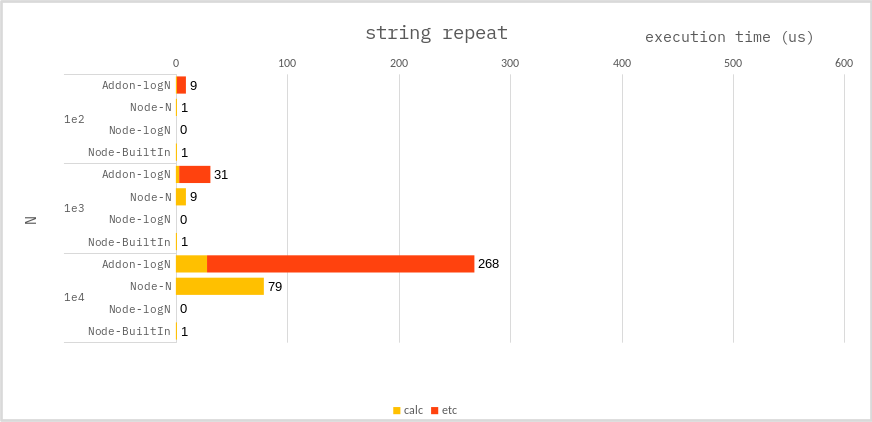 string repeat
execution time (us)
0 100 200 300 400 500 600
Addon-logN 9
Node-N 1
1e2
Node-logN 0
Node-BuiltIn 1
Addon-logN 31
Node-N 9
1e3
Node-logN 0
N
Node-BuiltIn 1
Addon-logN 268
Node-N 79
1e4
Node-logN 0
Node-BuiltIn 1
calc etc